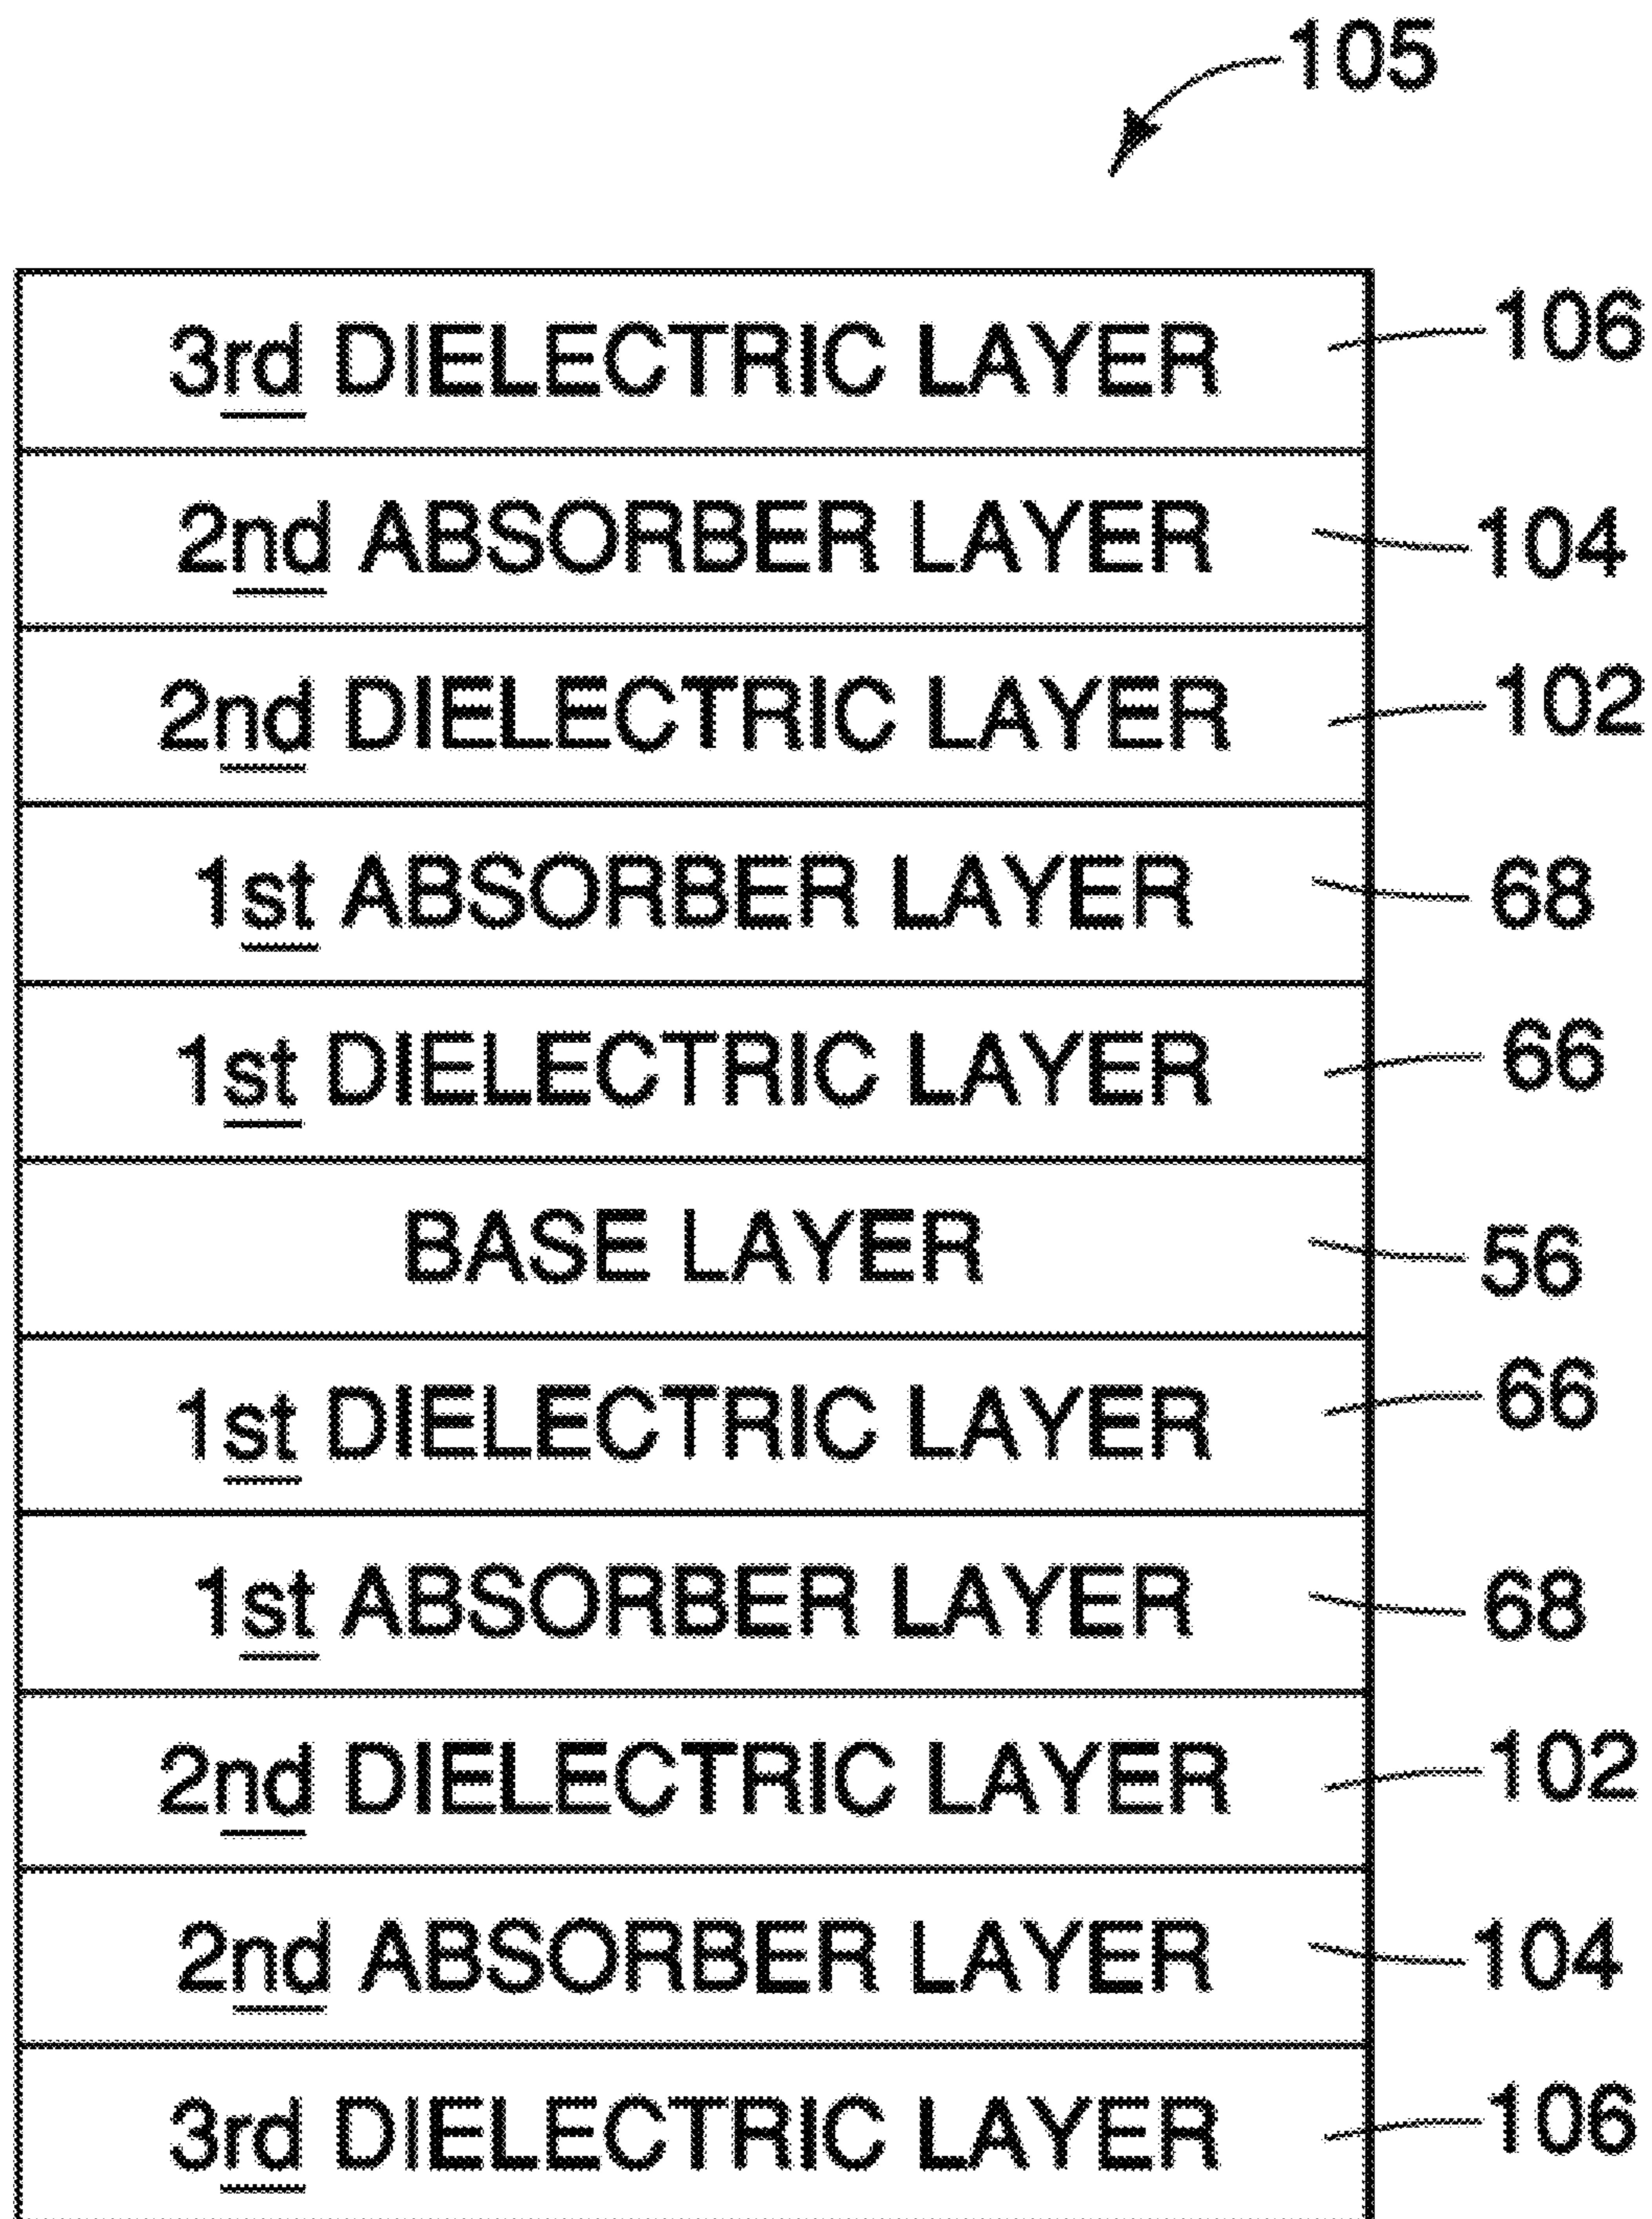 105
3rd DIELECTRIC LAYER 106
2nd ABSORBER LAYER 104
2nd DIELECTRIC LAYER 102
1st ABSORBER LAYER 68
1st DIELECTRIC LAYER 66
BASE LAYER 56
1st DIELECTRIC LAYER 66
1st ABSORBER LAYER 68
2nd DIELECTRIC LAYER 102
2nd ABSORBER LAYER 104
3rd DIELECTRIC LAYER 106